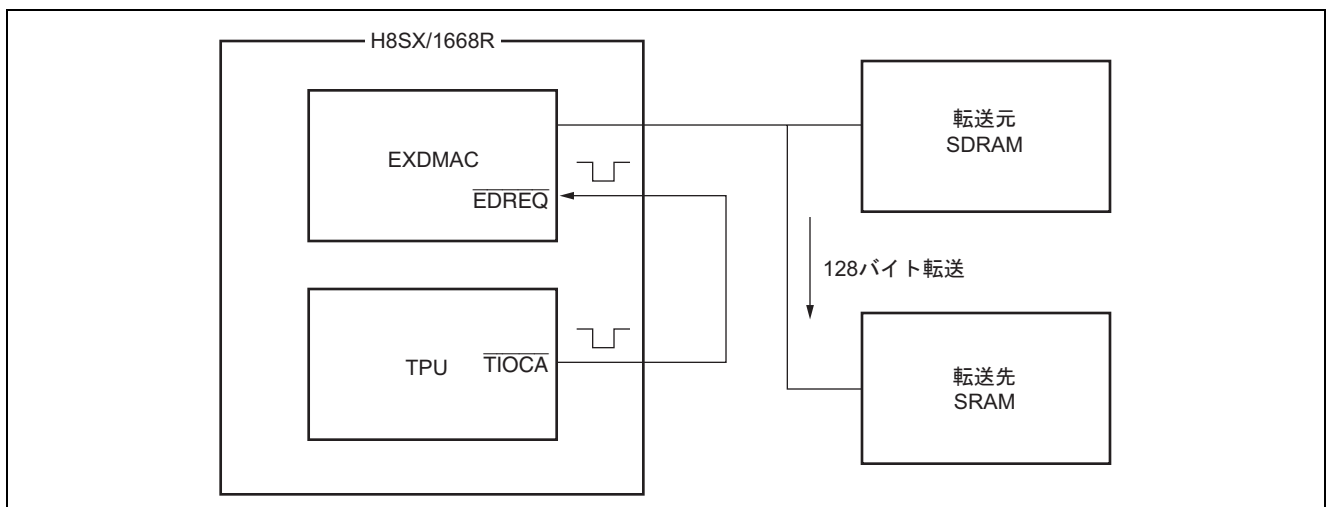 H8SX/1668R
EXDMAC
EDREQ
TPU
TIOCA
転送元
SDRAM
128バイト転送
転送先
SRAM